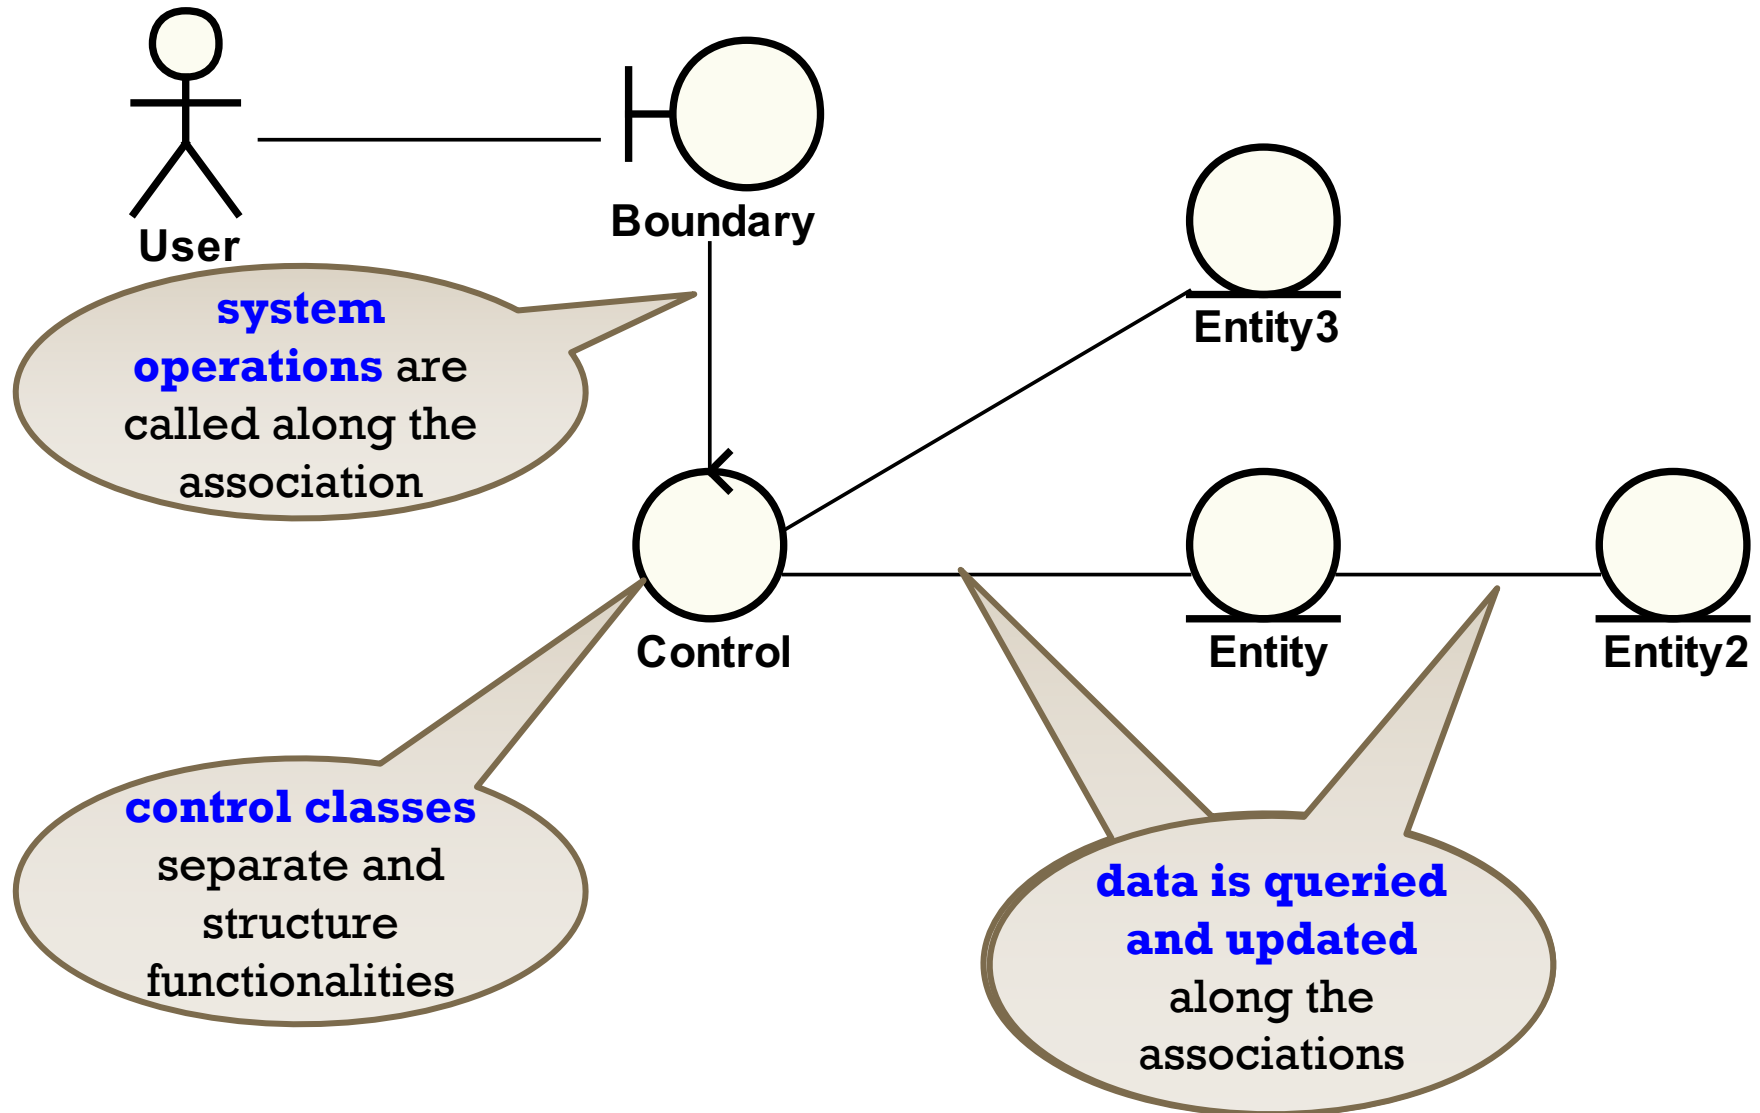 User
Boundary
system
operations are
called along the
association
Entity3
Control
Entity
Entity2
control classes
separate and
structure
functionalities
data is queried
and updated
along the
associations